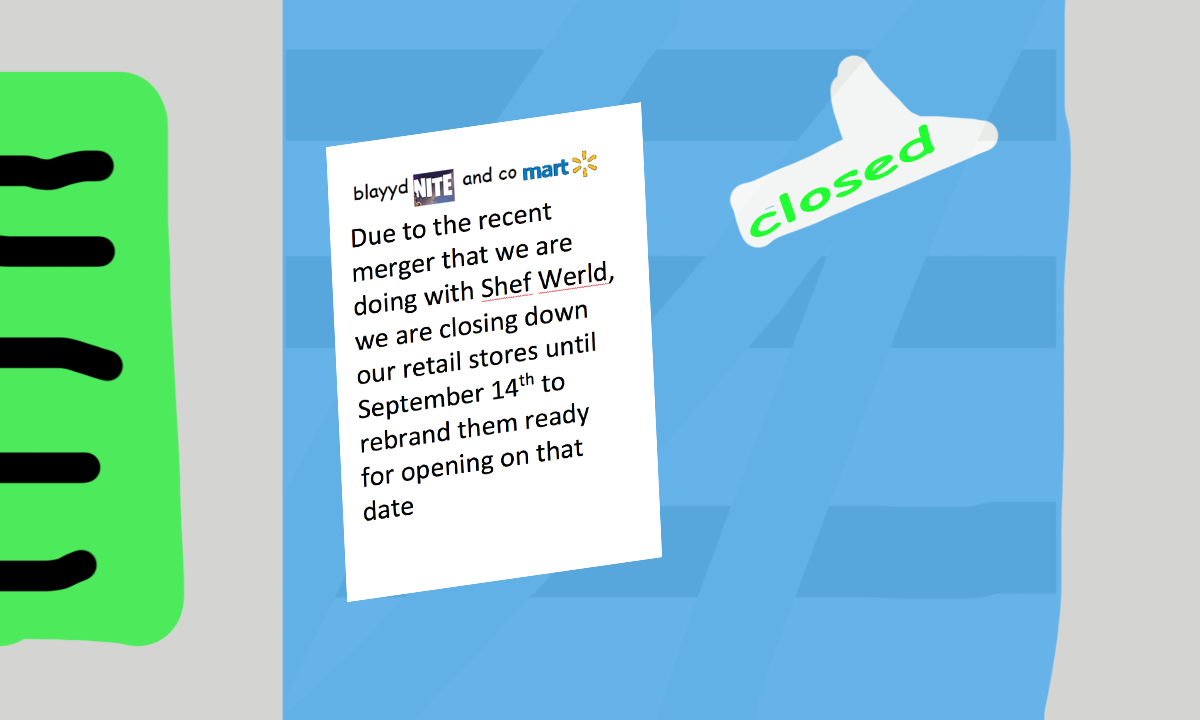 blayyd NITE and co mart
Due to the recent
merger that we are
doing with Shef Werld,
we are closing down
our retail stores until
September 14th to
rebrand them ready
for opening on that
date
closed